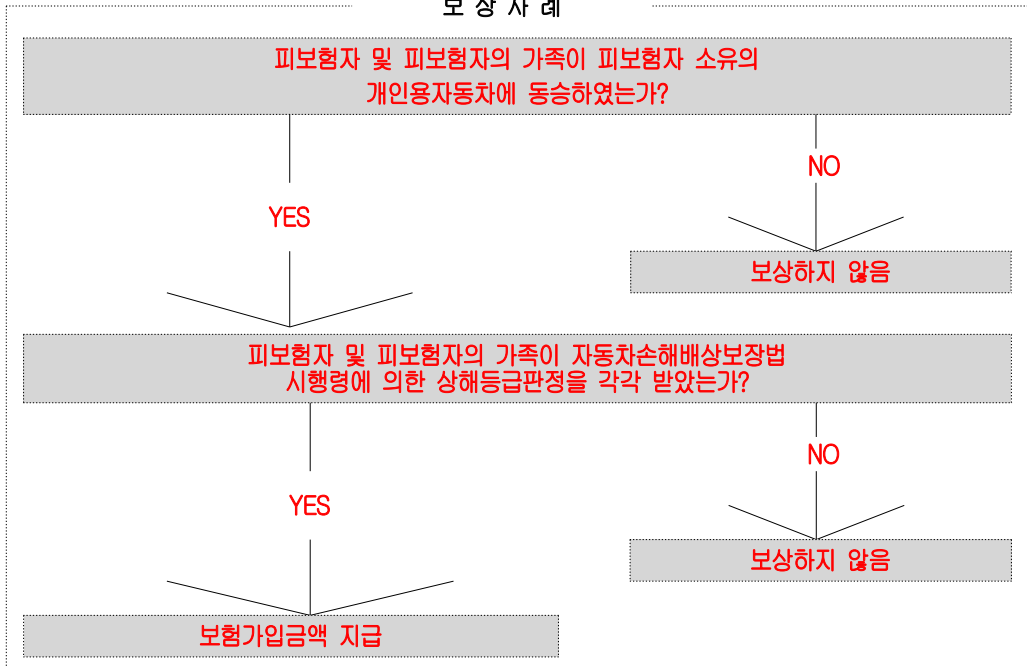 보 상 사 례
피보험자 및 피보험자의 가족이 피보험자 소유의
개인용자동차에 동승하였는가?
NO
YES
보상하지 않음
피보험자 및 피보험자의 가족이 자동차손해배상보장법
시행령에 의한 상해등급판정을 각각 받았는가?
NO
YES
보상하지 않음
보험가입금액 지급